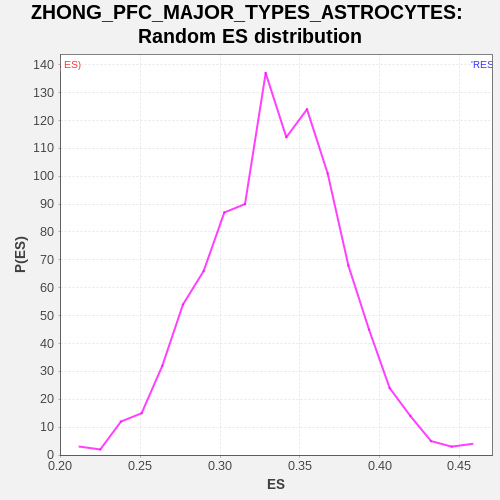 ZHONG_PFC_MAJOR_TYPES_ASTROCYTES:
Random ES distribution
ES)
'RES
140
130
120
110
100
90
80
70
60
50
40
30
20
10
0
P(ES)
0.20 0.25 0.30 0.35 0.40 0.45
ES